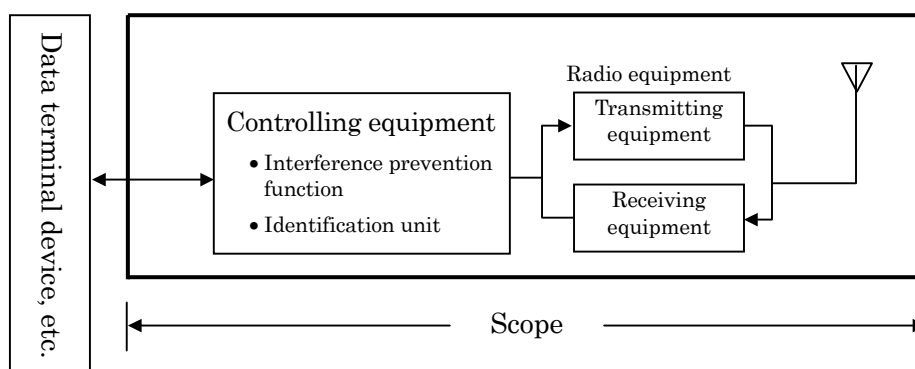 Data terminal device, etc.
Controlling equipment
• Interference prevention
function
• Identification unit
Radio equipment
Transmitting
equipment
Receiving
equipment
Scope